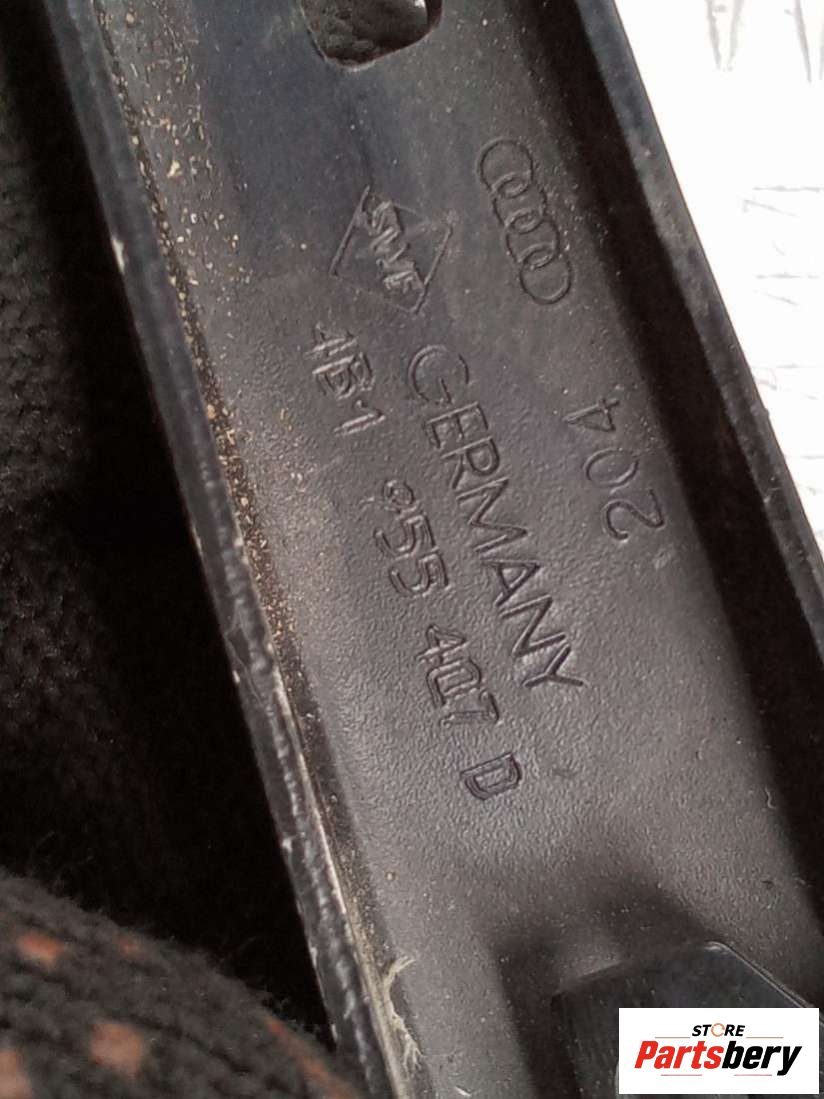 SWF
GERMANY
204
4B1 955 407 D
STORE
Partsbery